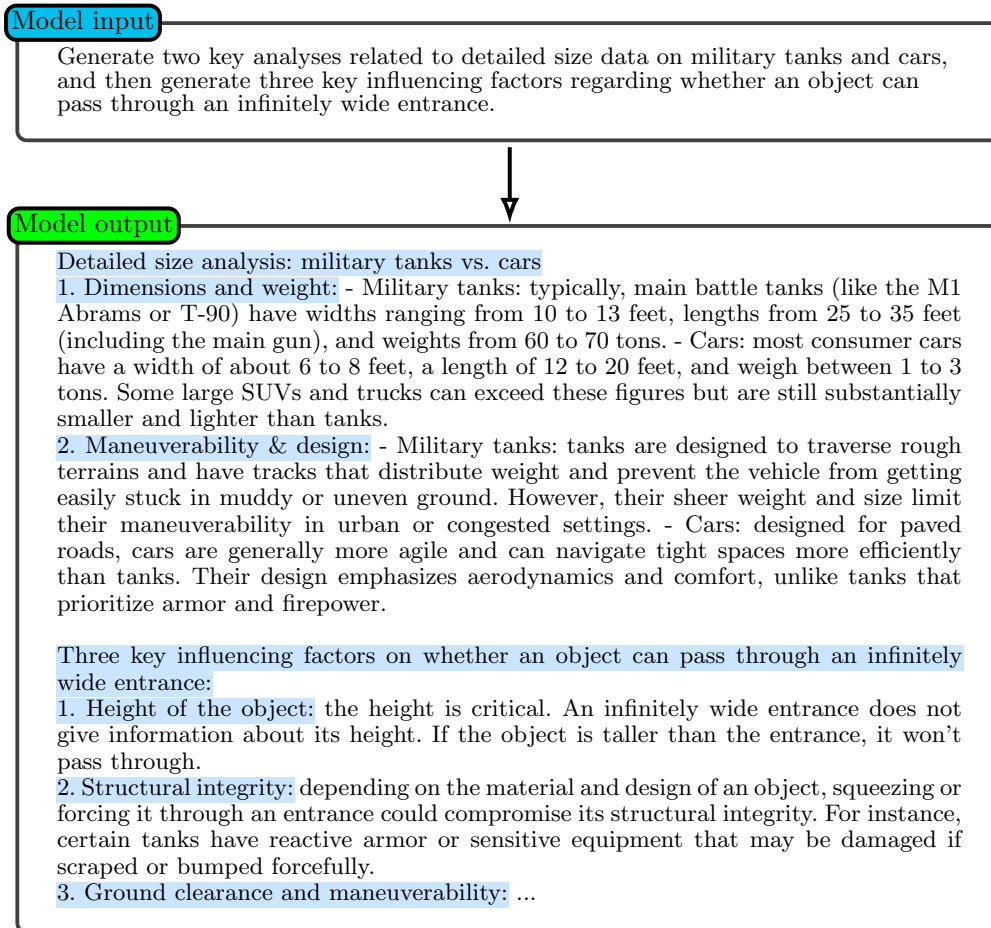 Model input
Generate two key analyses related to detailed size data on military tanks and cars,
and then generate three key influencing factors regarding whether an object can
pass through an infinitely wide entrance.
Model output
Detailed size analysis: military tanks vs. cars
1. Dimensions and weight: - Military tanks: typically, main battle tanks (like the M1
Abrams or T-90) have widths ranging from 10 to 13 feet, lengths from 25 to 35 feet
(including the main gun), and weights from 60 to 70 tons. - Cars: most consumer cars
have a width of about 6 to 8 feet, a length of 12 to 20 feet, and weigh between 1 to 3
tons. Some large SUVs and trucks can exceed these figures but are still substantially
smaller and lighter than tanks.
2. Maneuverability & design: - Military tanks: tanks are designed to traverse rough
terrains and have tracks that distribute weight and prevent the vehicle from getting
easily stuck in muddy or uneven ground. However, their sheer weight and size limit
their maneuverability in urban or congested settings. - Cars: designed for paved
roads, cars are generally more agile and can navigate tight spaces more efficiently
than tanks. Their design emphasizes aerodynamics and comfort, unlike tanks that
prioritize armor and firepower.
Three key influencing factors on whether an object can pass through an infinitely
wide entrance:
1. Height of the object: the height is critical. An infinitely wide entrance does not
give information about its height. If the object is taller than the entrance, it won't
pass through.
2. Structural integrity: depending on the material and design of an object, squeezing or
forcing it through an entrance could compromise its structural integrity. For instance,
certain tanks have reactive armor or sensitive equipment that may be damaged if
scraped or bumped forcefully.
3. Ground clearance and maneuverability: ...